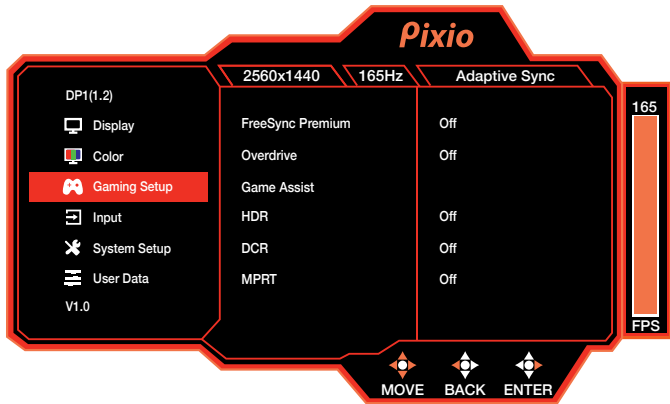 Pixio
2560x1440 165Hz Adaptive Sync
DP1(1.2)
Display
Color
Gaming Setup
Input
System Setup
User Data
V1.0
FreeSync Premium Off
Overdrive Off
Game Assist
HDR Off
DCR Off
MPRT Off
165
FPS
MOVE BACK ENTER